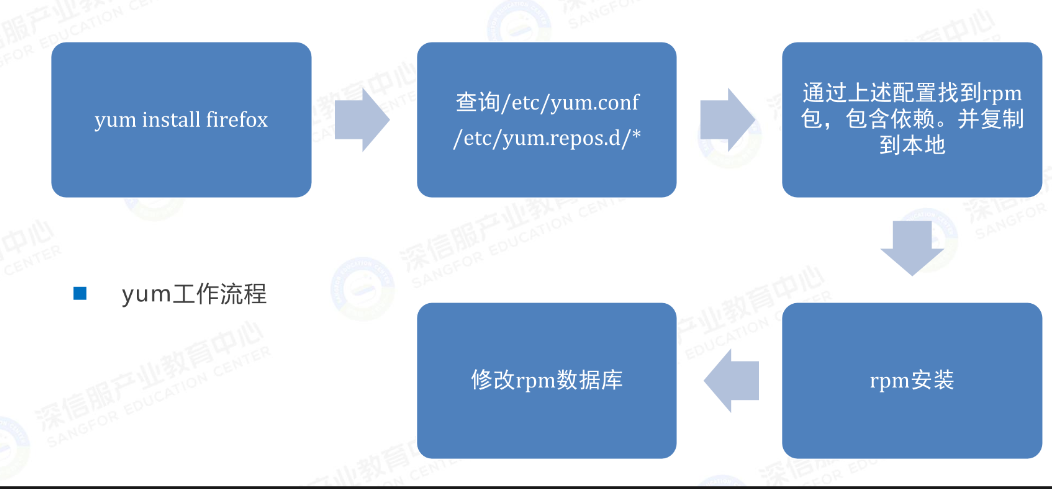 yum install firefox
查询/etc/yum.conf
/etc/yum.repos.d/*
通过上述配置找到rpm
包，包含依赖。并复制
到本地
yum工作流程
修改rpm数据库
rpm安装
深信服产业教育中心
SANGFOR EDUCATION CENTER